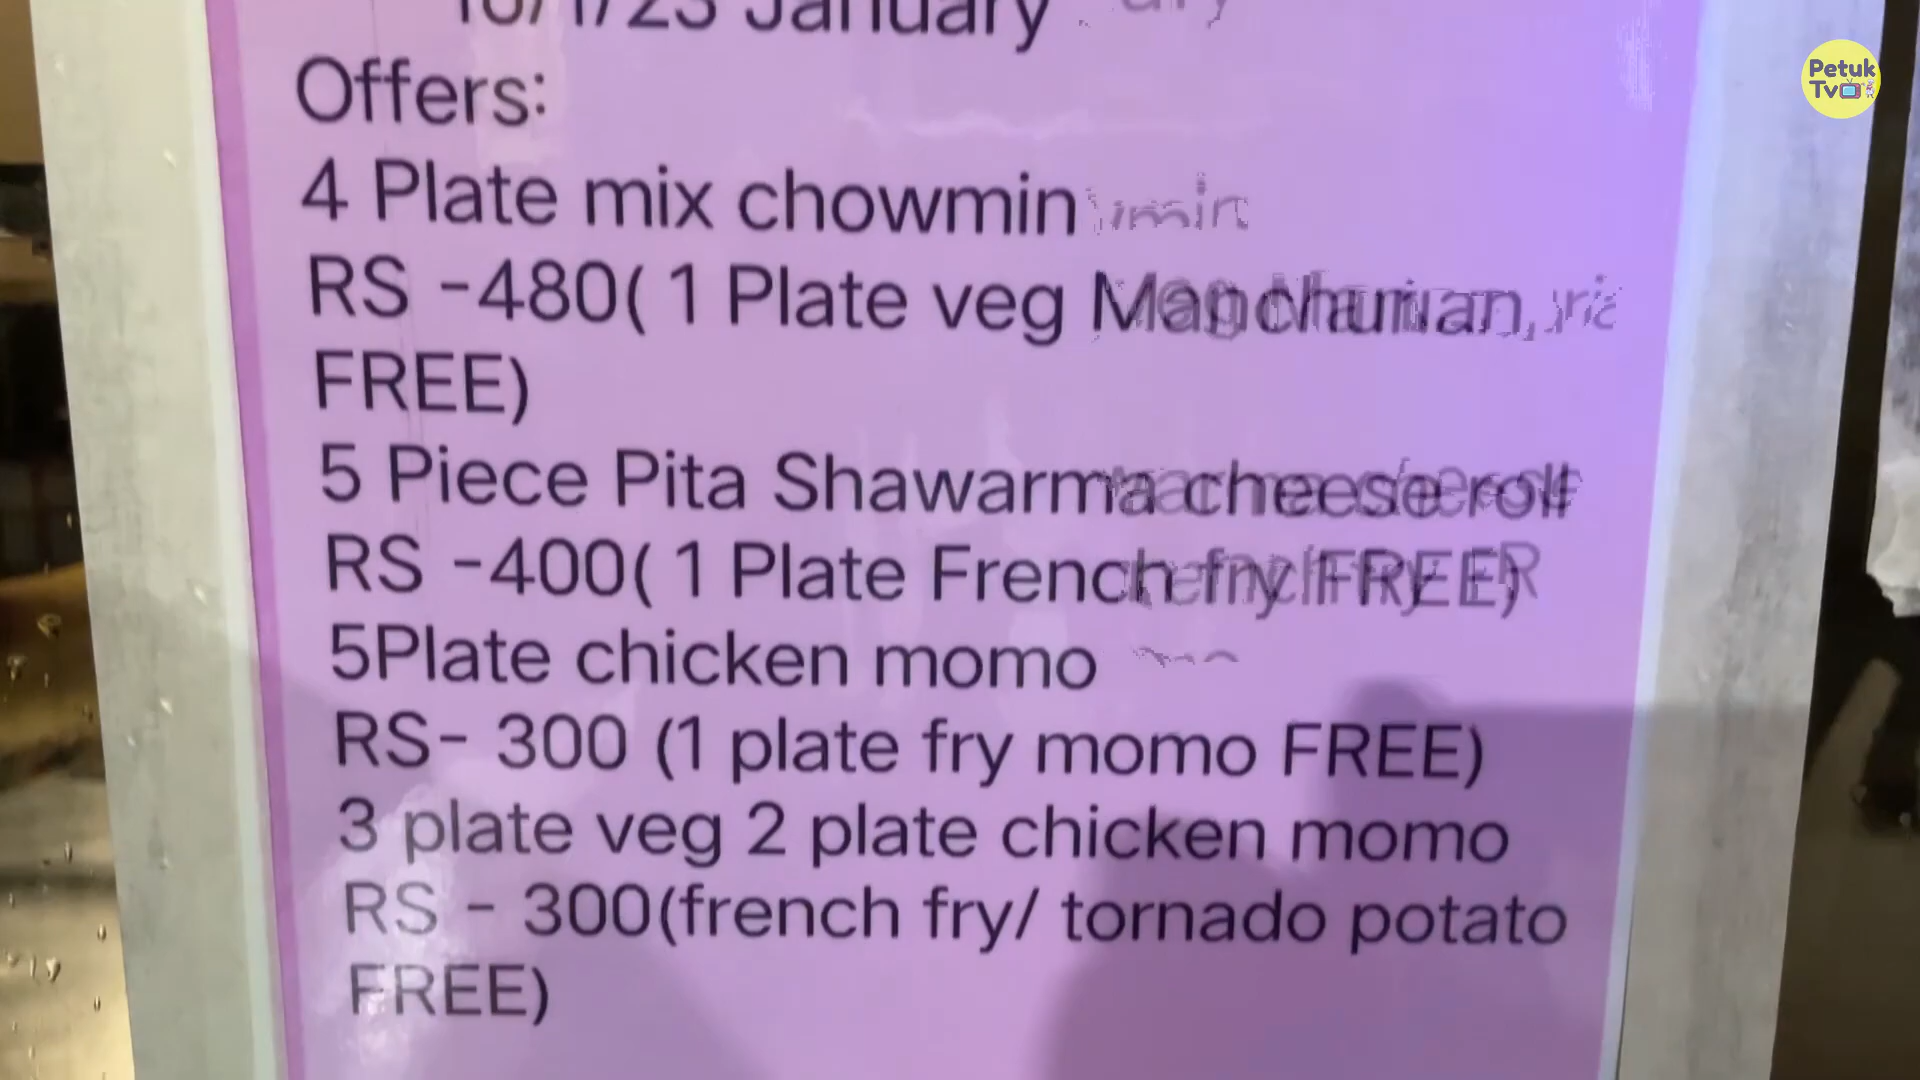 January
Offers:
4 Plate mix chowmin
RS -480( 1 Plate veg Manchurian,
FREE)
5 Piece Pita Shawarma cheese roll
RS -400( 1 Plate French fry FREE)
5Plate chicken momo
RS- 300 (1 plate fry momo FREE)
3 plate veg 2 plate chicken momo
RS - 300(french fry/ tornado potato
FREE)
Petuk
Tv